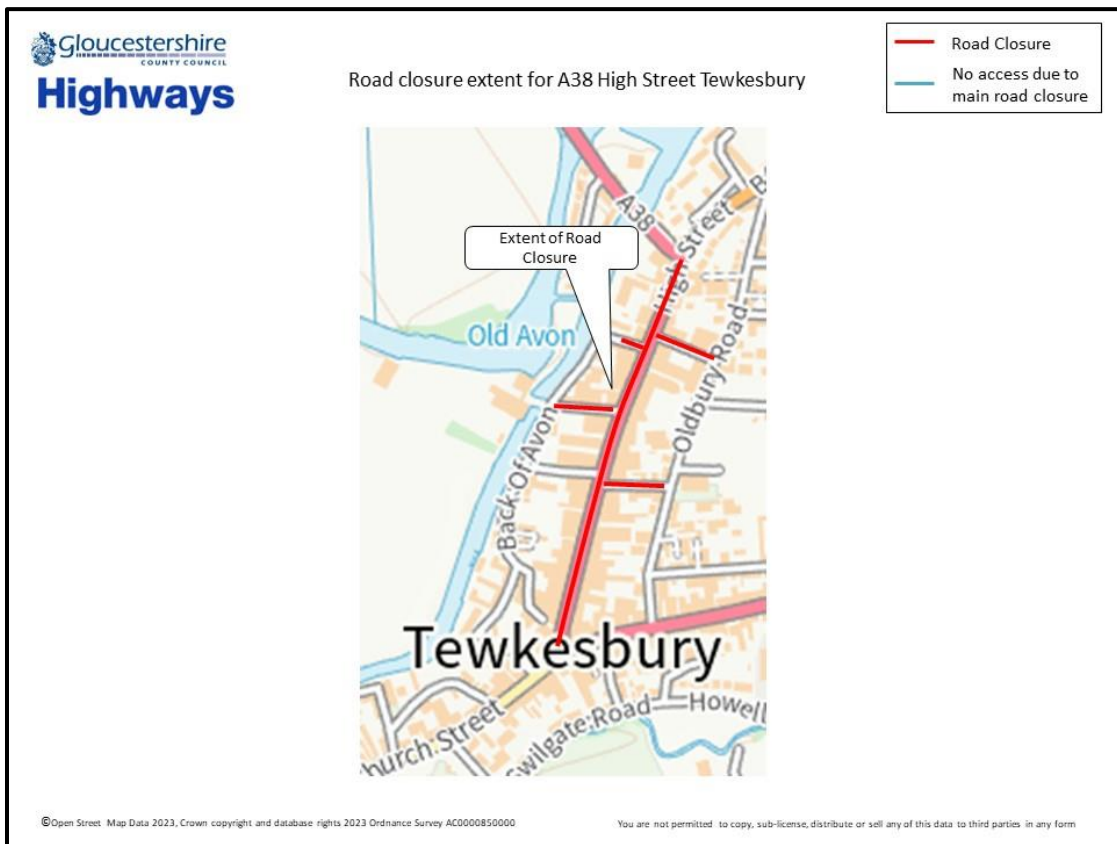 Gloucestershire
COUNTY COUNCIL
Highways
Road closure extent for A38 High Street Tewkesbury
Road Closure
No access due to
main road closure
A38
High Street
Extent of Road
Closure
Old Avon
Oldbury Road
Back Of Avon
Tewkesbury
Howell
Swilgate Road
hurch Street
©Open Street Map Data 2023, Crown copyright and database rights 2023 Ordnance Survey AC0000850000
You are not permitted to copy, sub-license, distribute or sell any of this data to third parties in any form